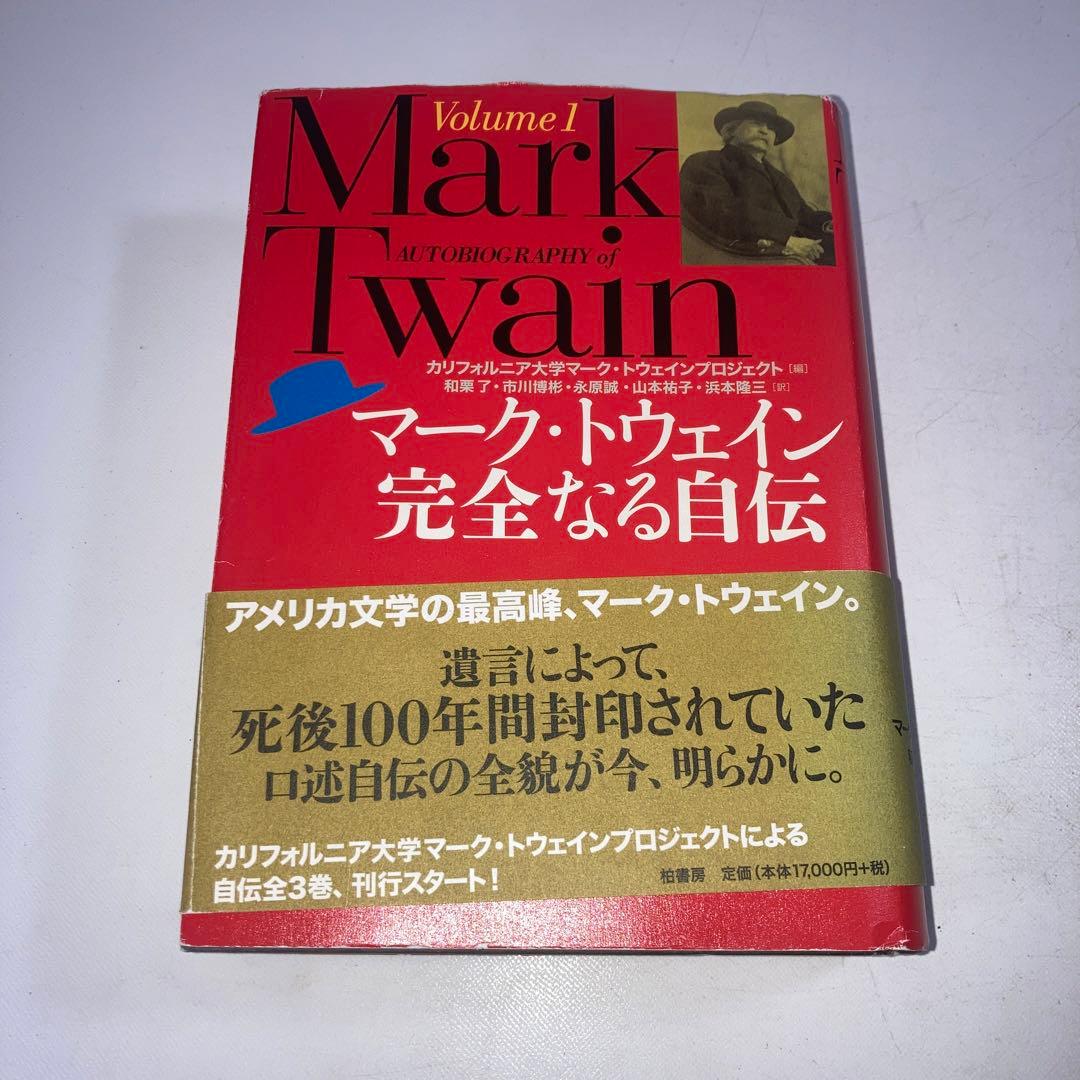 Volume 1
Mark
AUTOBIOGRAPHY of
Twain
カリフォルニア大学マーク・トウェインプロジェクト[編]
和栗 了・市川博彬・永原誠・山本祐子・浜本隆三[訳]
マーク・トウェイン
完全なる自伝
アメリカ文学の最高峰、マーク・トウェイン。
遺言によって、
死後100年間封印されていた
口述自伝の全貌が今、明らかに。
カリフォルニア大学マーク・トウェインプロジェクトによる
自伝全3巻、刊行スタート!
柏書房 定価(本体17,000円+税)